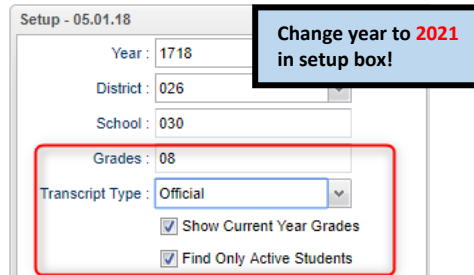 Setup - 05.01.18
Change year to 2021
in setup box!
Year : 1718
District : 026
School : 030
Grades : 08
Transcript Type : Official
Show Current Year Grades
Find Only Active Students